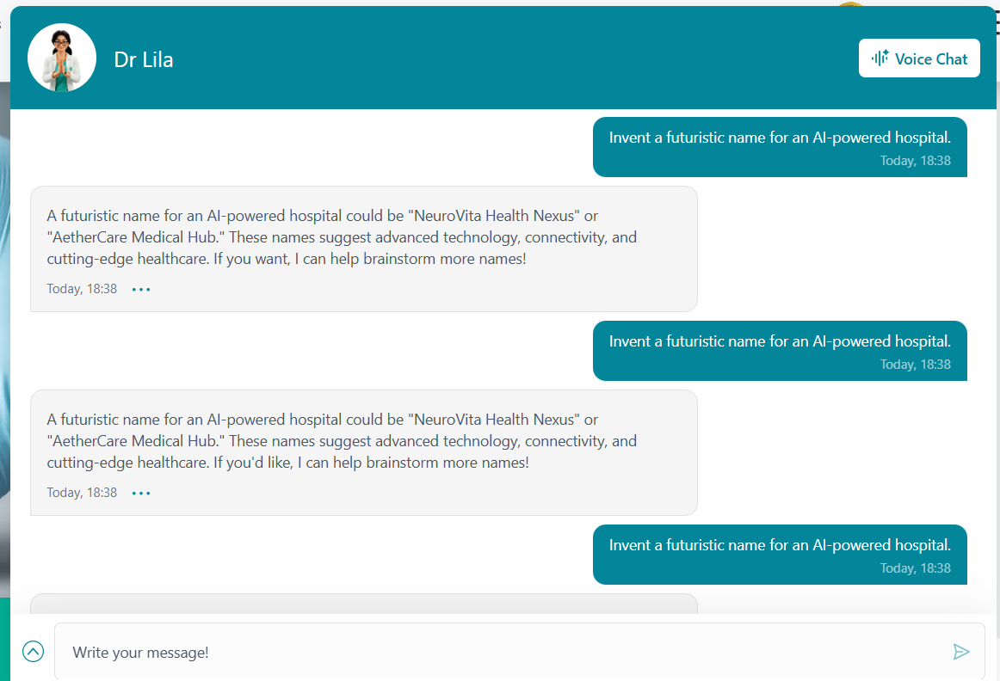 Dr Lila
Voice Chat
Invent a futuristic name for an AI-powered hospital.
Today, 18:38
A futuristic name for an AI-powered hospital could be "NeuroVita Health Nexus" or
"AetherCare Medical Hub." These names suggest advanced technology, connectivity, and
cutting-edge healthcare. If you want, I can help brainstorm more names!
Today, 18:38
Invent a futuristic name for an AI-powered hospital.
Today, 18:38
A futuristic name for an AI-powered hospital could be "NeuroVita Health Nexus" or
"AetherCare Medical Hub." These names suggest advanced technology, connectivity, and
cutting-edge healthcare. If you'd like, I can help brainstorm more names!
Today, 18:38
Invent a futuristic name for an AI-powered hospital.
Today, 18:38
Write your message!